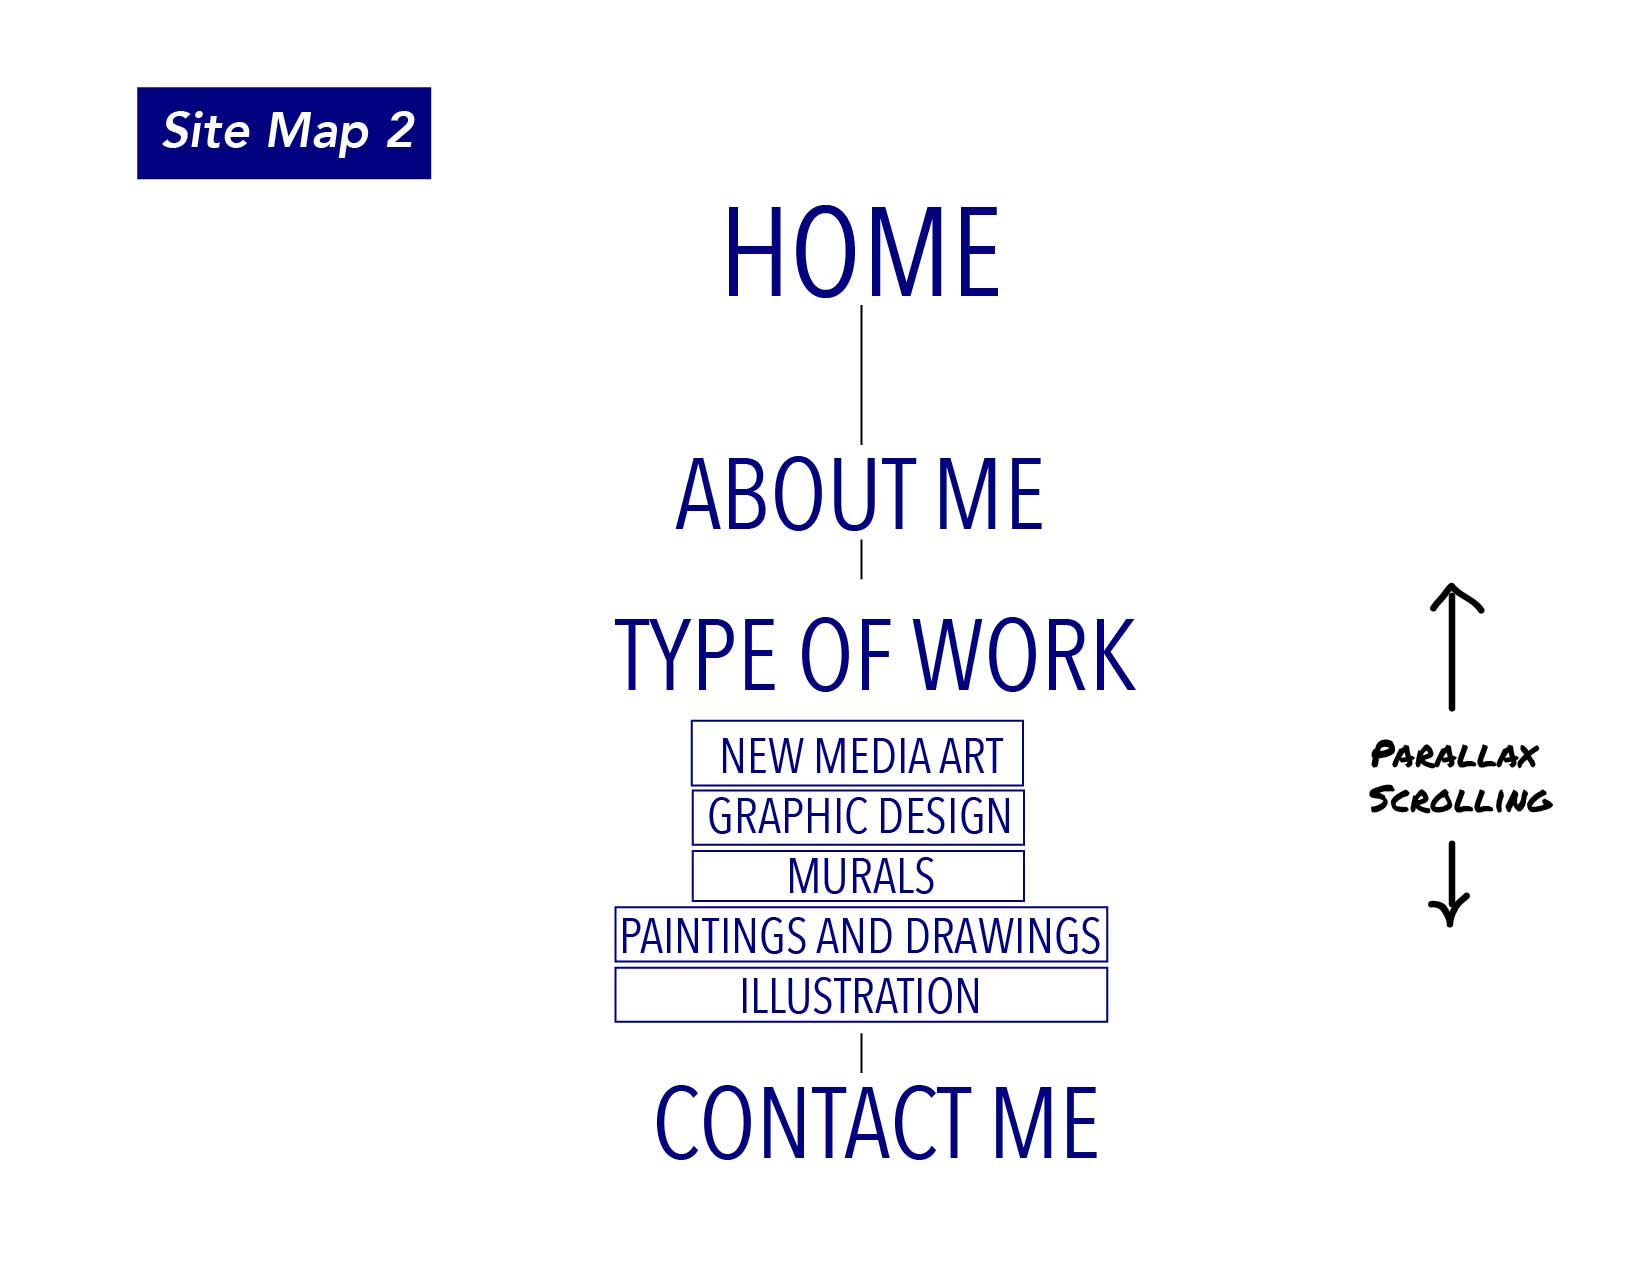 Site Map 2
HOME
ABOUT ME
TYPE OF WORK
NEW MEDIA ART
GRAPHIC DESIGN
MURALS
PAINTINGS AND DRAWINGS
ILLUSTRATION
CONTACT ME
PARALLAX
SCROLLING